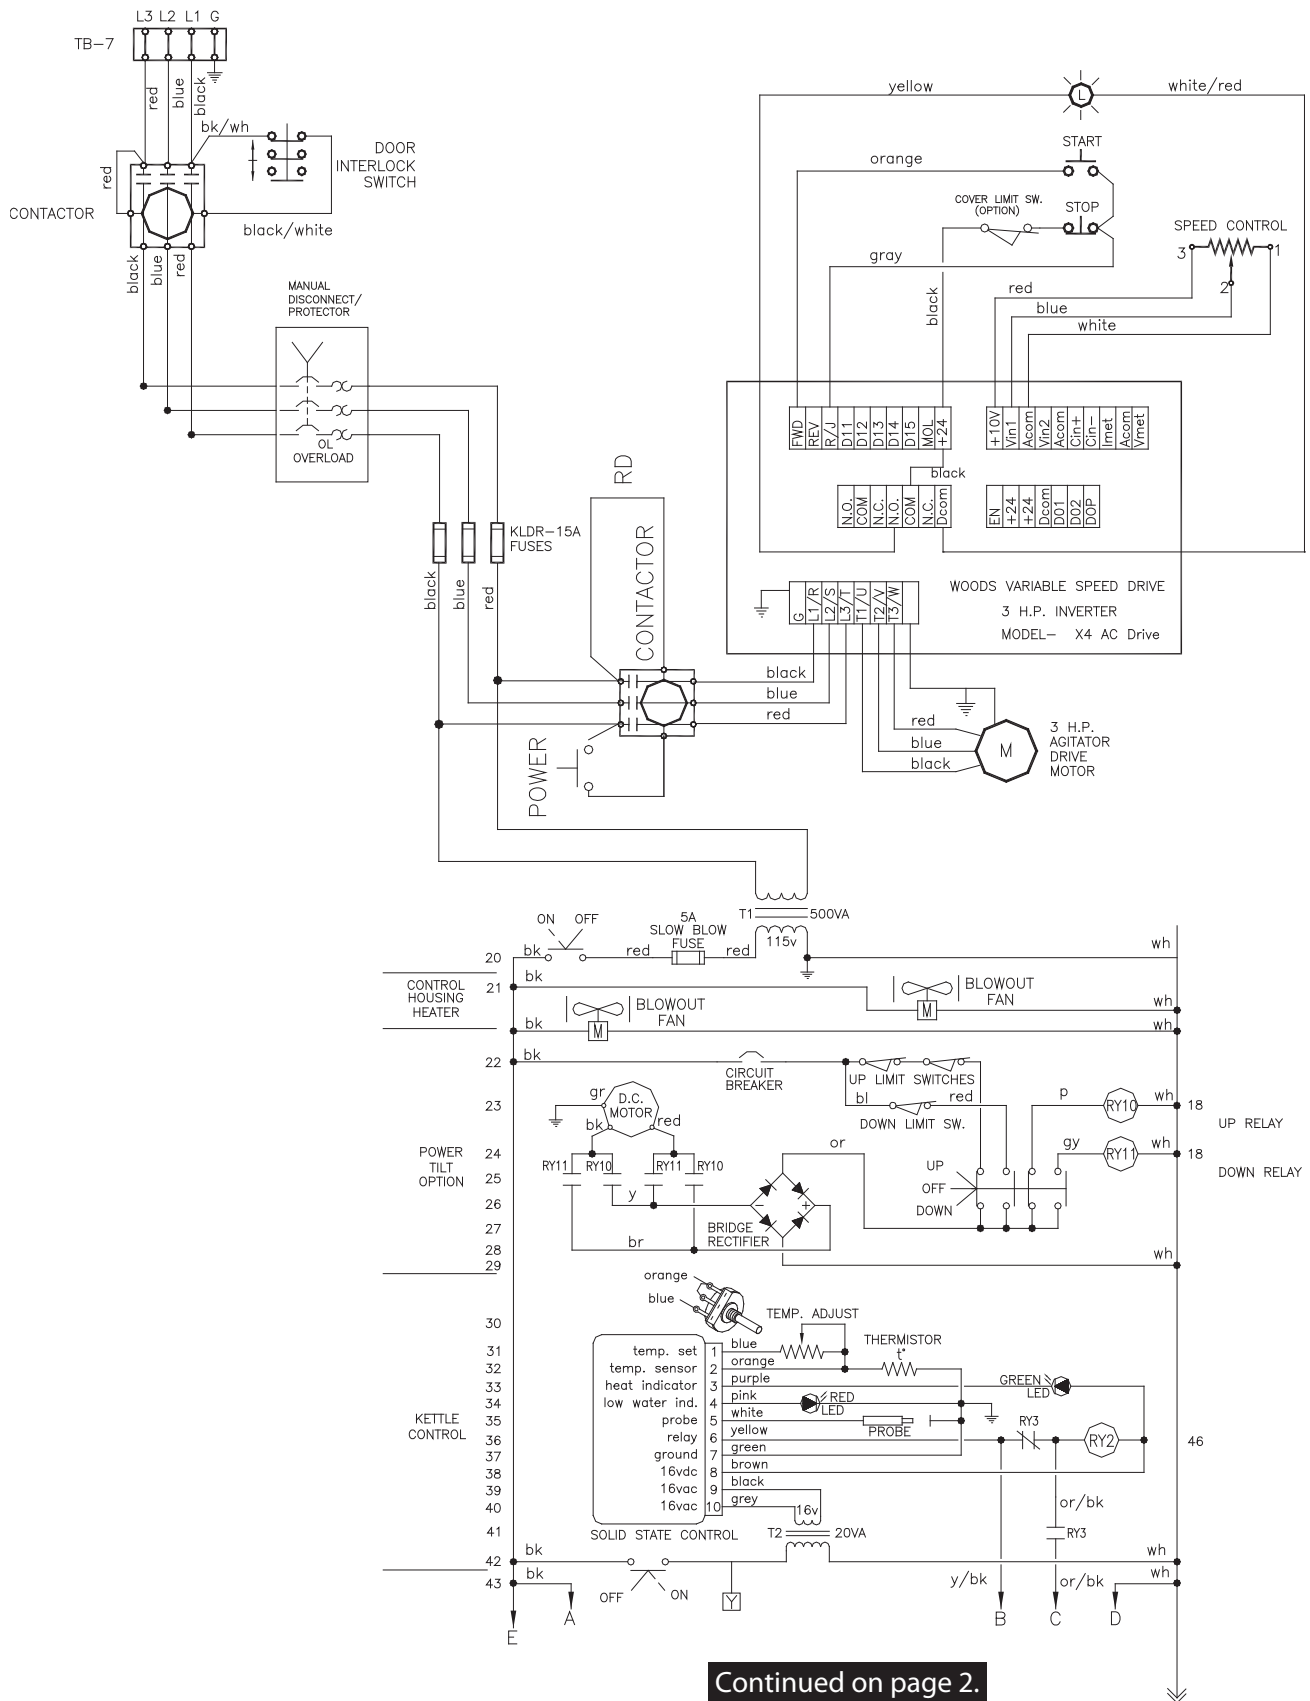 L3 L2 L1 G
TB-7
red
blue
black
bk/wh
DOOR
INTERLOCK
SWITCH
red
CONTACTOR
black/white
black
blue
red
MANUAL
DISCONNECT/
PROTECTOR
OL
OVERLOAD
KLDR-15A
FUSES
black
blue
red
RD
CONTACTOR
POWER
yellow
L
white/red
START
orange
COVER LIMIT SW.
(OPTION)
STOP
SPEED CONTROL
3
1
2
gray
black
red
blue
white
FWD
REV
R/J
D11
D12
D13
D14
D15
MOL
+24
+10V
Vin1
Acom
Vin2
Acom
Cin+
Cin-
Imet
Acom
Vmet
black
N.O.
COM
N.C.
N.O.
COM
N.C.
Dcom
EN
+24
+24
Dcom
D01
D02
DOP
G
L1/R
L2/S
L3/T
T1/U
T2/V
T3/W
WOODS VARIABLE SPEED DRIVE
3 H.P. INVERTER
MODEL- X4 AC Drive
black
blue
red
red
blue
black
M
3 H.P.
AGITATOR
DRIVE
MOTOR
T1
500VA
115v
ON OFF
5A
SLOW BLOW
FUSE
20
bk
red
red
wh
CONTROL
HOUSING
HEATER
21
bk
M
BLOWOUT
FAN
wh
bk
M
BLOWOUT
FAN
wh
22
bk
CIRCUIT
BREAKER
UP LIMIT SWITCHES
23
gr
D.C.
MOTOR
bk
red
bl
red
DOWN LIMIT SW.
p
RY10
wh
18
UP RELAY
POWER
TILT
OPTION
24
25
26
27
28
29
RY11
RY10
RY11
RY10
or
gy
RY11
wh
18
DOWN RELAY
UP
OFF
DOWN
y
-
+
BRIDGE
RECTIFIER
br
wh
orange
blue
30
TEMP. ADJUST
THERMISTOR
t°
31
temp. set 1 blue
32
temp. sensor 2 orange
33
heat indicator 3 purple
GREEN
LED
34
low water ind. 4 pink
RED
LED
KETTLE
CONTROL
35
probe 5 white
PROBE
36
relay 6 yellow
RY3
RY2
46
37
ground 7 green
38
16vdc 8 brown
39
16vac 9 black
40
16vac 10 grey
16v
or/bk
SOLID STATE CONTROL
T2
20VA
41
RY3
42
bk
wh
43
bk
OFF
ON
Y
y/bk
or/bk
wh
E
A
B
C
D
Continued on page 2.